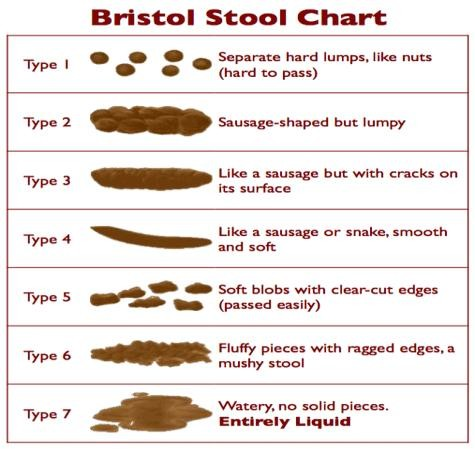 Bristol Stool Chart
Type 1
Separate hard lumps, like nuts
(hard to pass)
Type 2
Sausage-shaped but lumpy
Type 3
Like a sausage but with cracks on
its surface
Type 4
Like a sausage or snake, smooth
and soft
Type 5
Soft blobs with clear-cut edges
(passed easily)
Type 6
Fluffy pieces with ragged edges, a
mushy stool
Type 7
Watery, no solid pieces.
Entirely Liquid